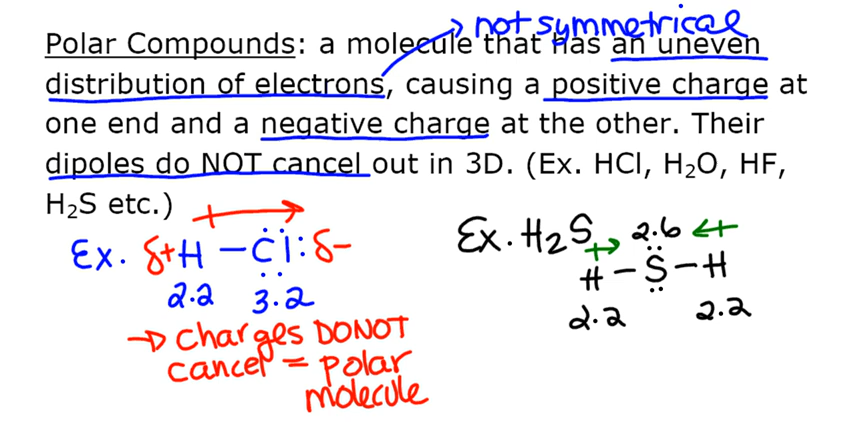 not symmetrical
Polar Compounds: a molecule that has an uneven
distribution of electrons, causing a positive charge at
one end and a negative charge at the other. Their
dipoles do NOT cancel out in 3D. (Ex. HCl, H₂O, HF,
H₂S etc.)
Ex. δ+ H – Cl: δ-
2.2 3.2
→ Charges DO NOT
cancel = polar
molecule
Ex. H₂S 2.6
H – S – H
2.2 2.2